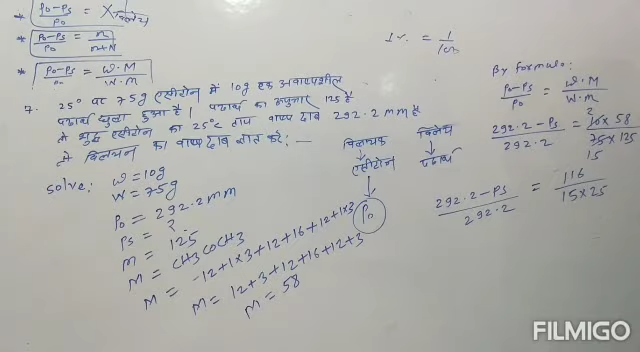 * P₀-Ps/P₀ = Xविलेय
* P₀-Ps/P₀ = n/n+N
* P₀-Ps/P₀ = w·M/W·m
7. 25° पर 75g एसीटोन में 10g एक अवाष्पशील
पदार्थ घुला हुआ है। पदार्थ का अणुभार 125 है
तो शुद्ध एसीटोन का 25°C ताप वाष्प दाब 292.2 mm है
तो विलयन का वाष्प दाब ज्ञात करें:—
Solve:
w = 10g
W = 75g
P₀ = 292.2mm
Ps = ?
m = 125
M = CH3COCH3
M = 12+1×3+12+16+12+1×3
M = 12+3+12+16+12+3
M = 58
विलायक विलेय
↓ ↓
एसीटोन पदार्थ
↓
P₀
1% = 1/100
By formula:
P₀-Ps/P₀ = w·M/W·m
292.2-Ps/292.2 = 10×58/75×125
2
15
292.2-Ps/292.2 = 116/15×25
FILMIGO